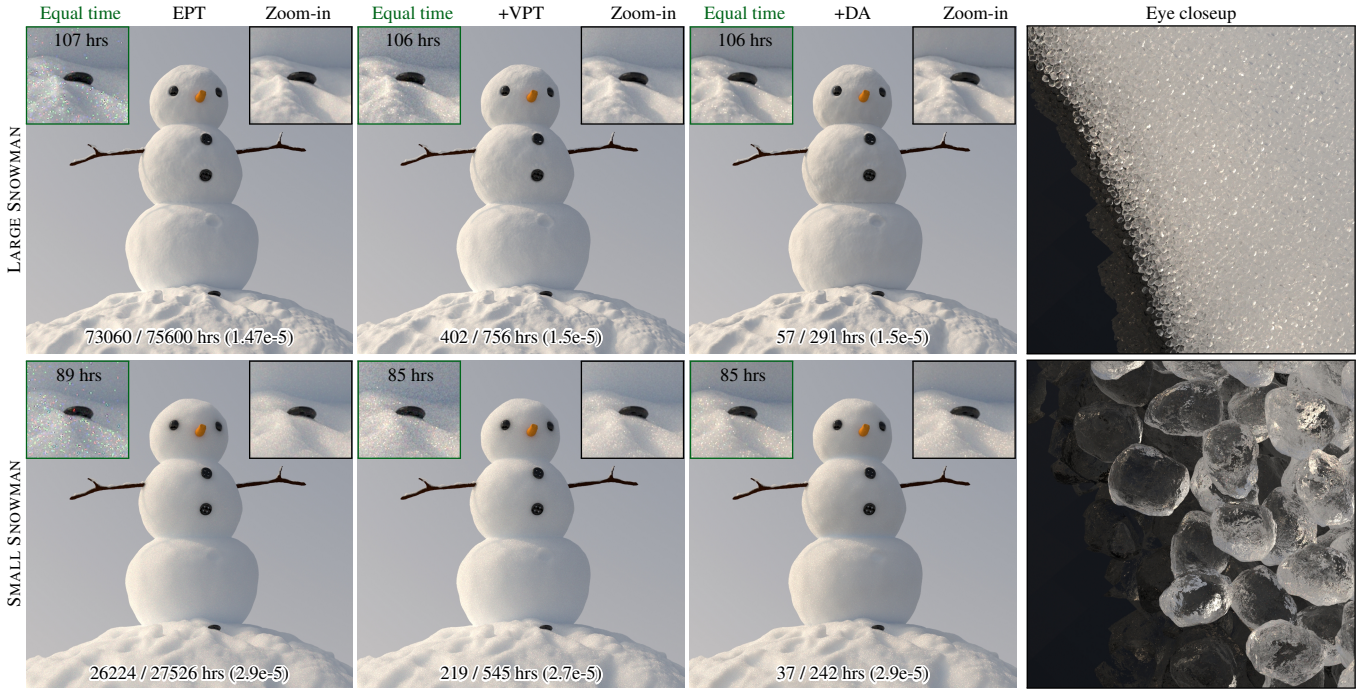 Equal time EPT Zoom-in Equal time +VPT Zoom-in Equal time +DA Zoom-in Eye closeup
LARGE SNOWMAN
107 hrs
106 hrs
106 hrs
73060 / 75600 hrs (1.47e-5)
402 / 756 hrs (1.5e-5)
57 / 291 hrs (1.5e-5)
SMALL SNOWMAN
89 hrs
85 hrs
85 hrs
26224 / 27526 hrs (2.9e-5)
219 / 545 hrs (2.7e-5)
37 / 242 hrs (2.9e-5)